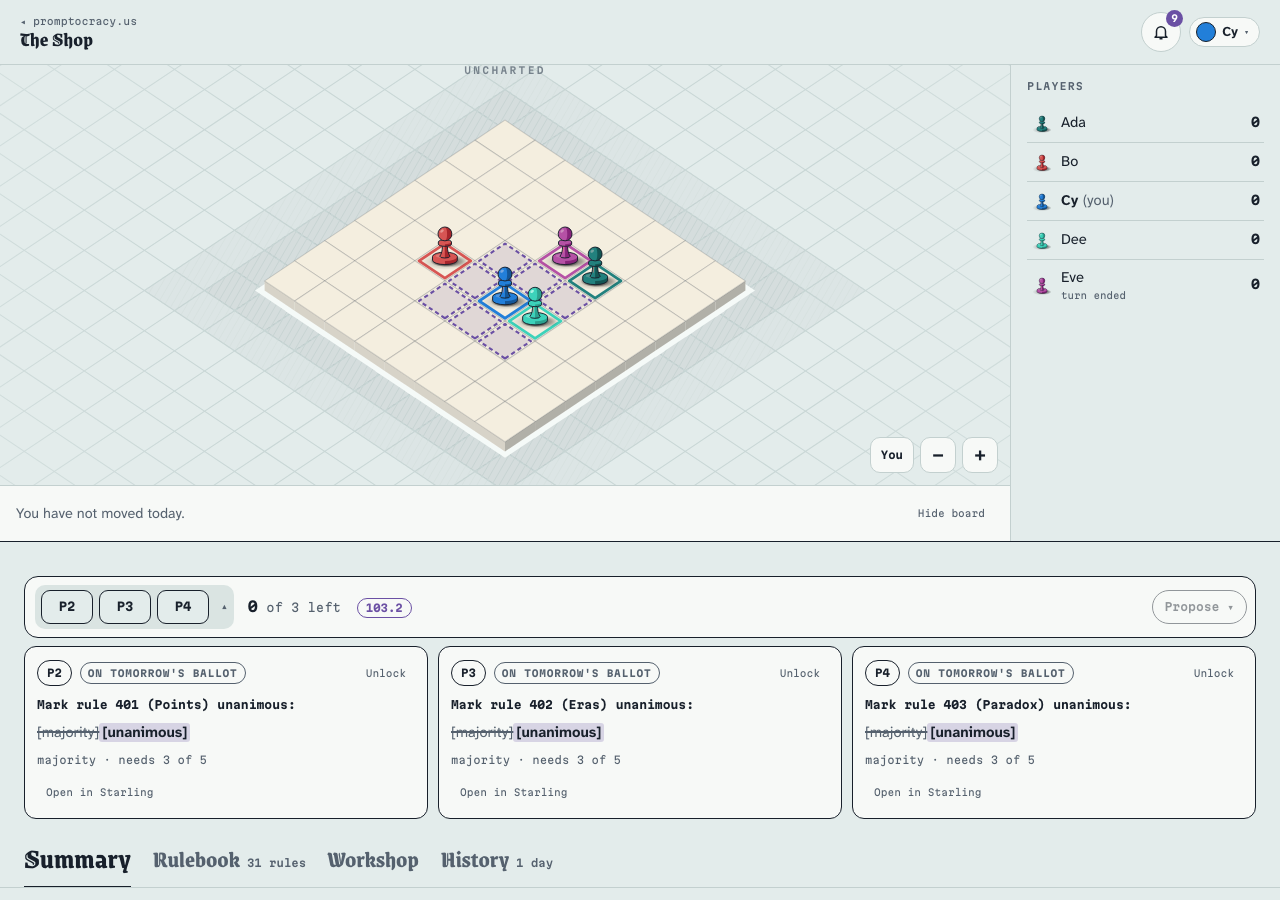 ◂ promptocracy.us
The Shop
9
Cy ▾
UNCHARTED
You − +
You have not moved today.
Hide board
PLAYERS
Ada 0
Bo 0
Cy (you) 0
Dee 0
Eve 0
turn ended
P2 P3 P4 ▴ 0 of 3 left 103.2 Propose ▾
P2 ON TOMORROW'S BALLOT Unlock
Mark rule 401 (Points) unanimous:
[majority][unanimous]
majority · needs 3 of 5
Open in Starling
P3 ON TOMORROW'S BALLOT Unlock
Mark rule 402 (Eras) unanimous:
[majority][unanimous]
majority · needs 3 of 5
Open in Starling
P4 ON TOMORROW'S BALLOT Unlock
Mark rule 403 (Paradox) unanimous:
[majority][unanimous]
majority · needs 3 of 5
Open in Starling
Summary Rulebook 31 rules Workshop History 1 day